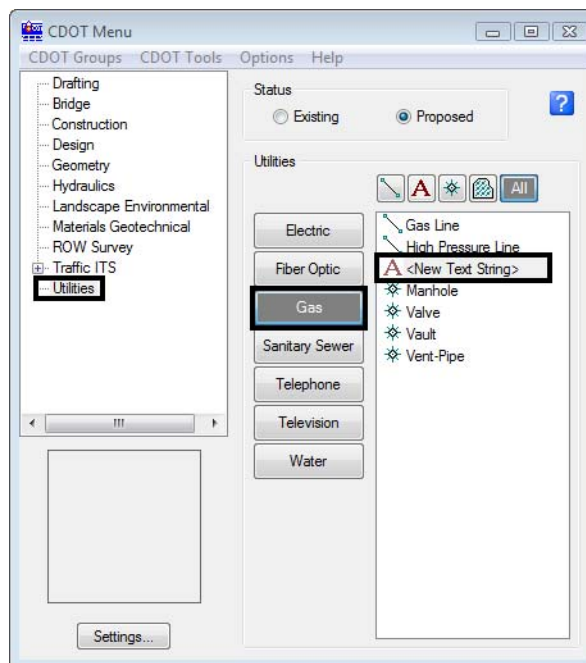 CDOT Menu
CDOT Groups CDOT Tools Options Help
Drafting
Bridge
Construction
Design
Geometry
Hydraulics
Landscape Environmental
Materials Geotechnical
ROW Survey
Traffic ITS
Utilities
Settings...
Status
Existing Proposed
?
Utilities
A All
Electric
Fiber Optic
Gas
Sanitary Sewer
Telephone
Television
Water
Gas Line
High Pressure Line
A <New Text String>
Manhole
Valve
Vault
Vent-Pipe